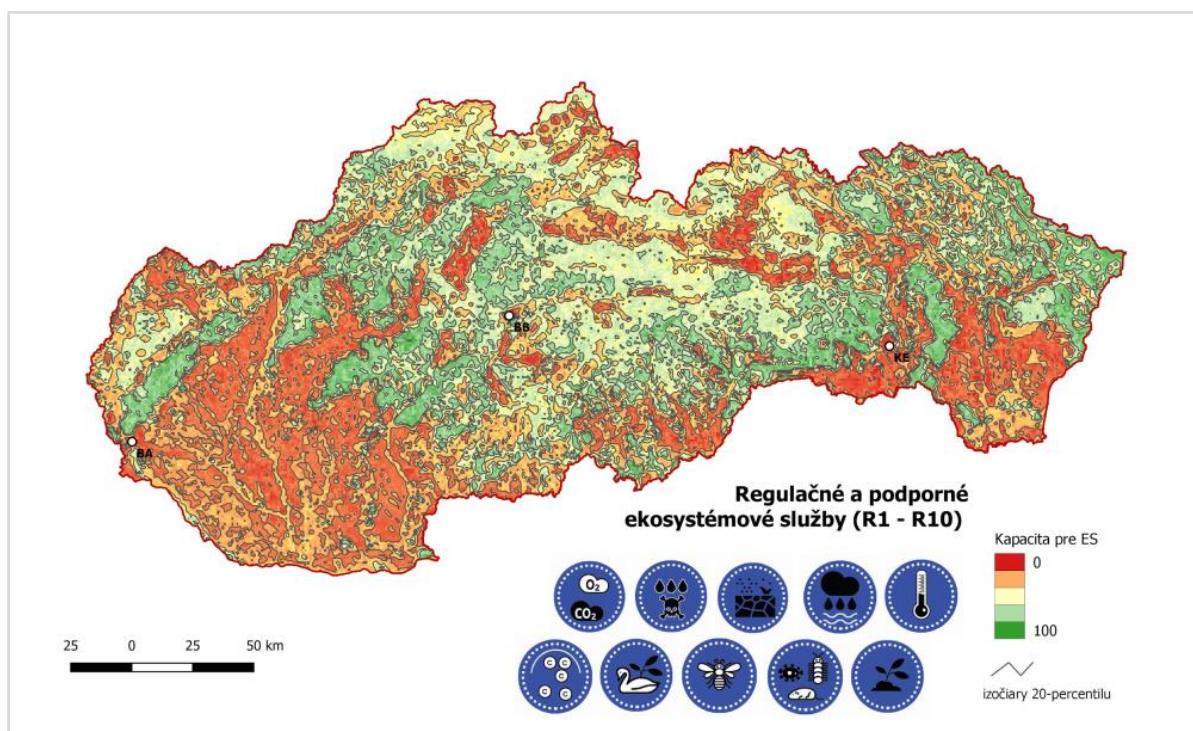 BB
KE
BA
Regulačné a podporné
ekosystémové služby (R1 - R10)
Kapacita pre ES
0
100
O2
CO2
C
C C
C C
25 0 25 50 km
izočiary 20-percentilu